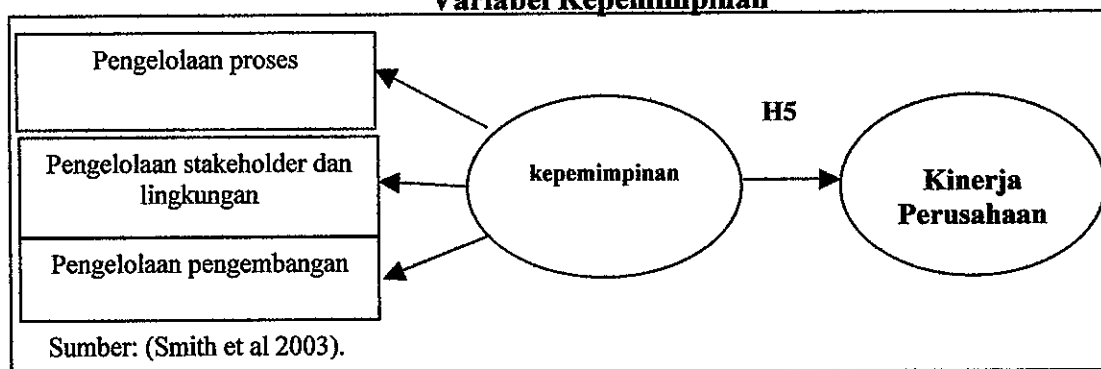 Variabel Kepemimpinan
Pengelolaan proses
Pengelolaan stakeholder dan
lingkungan
Pengelolaan pengembangan
kepemimpinan
H5
Kinerja
Perusahaan
Sumber: (Smith et al 2003).